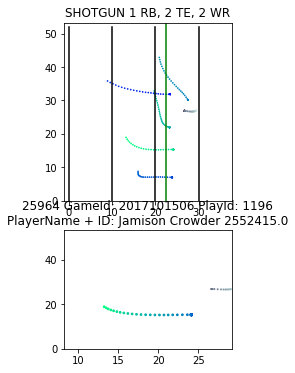 SHOTGUN 1 RB, 2 TE, 2 WR
50
40
30
20
10
0
0 10 20 30
25964 GameId: 2017101506 PlayId: 1196
PlayerName + ID: Jamison Crowder 2552415.0
40
20
0
10 15 20 25